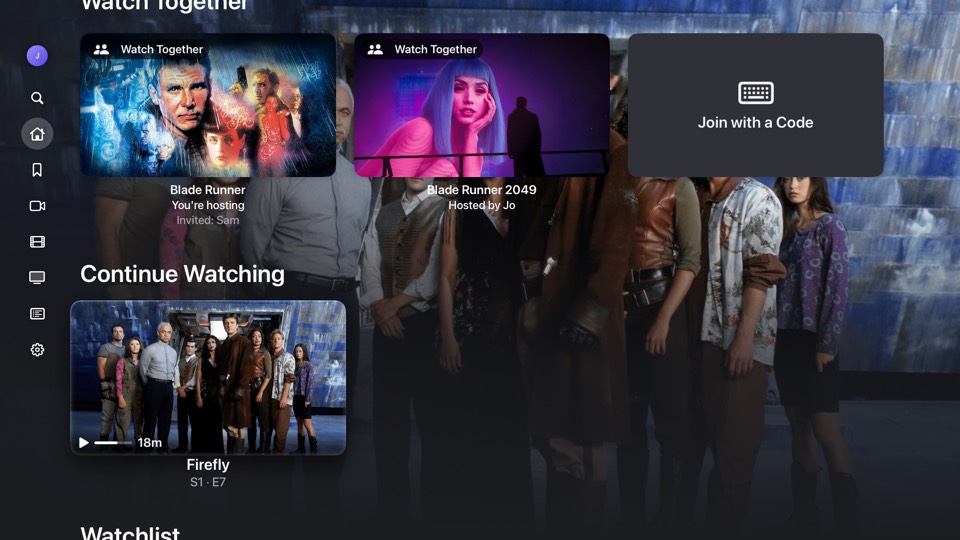 Watch Together
J
Watch Together
Watch Together
Join with a Code
Blade Runner
You're hosting
Invited: Sam
Blade Runner 2049
Hosted by Jo
Continue Watching
18m
Firefly
S1 · E7
Watchlist